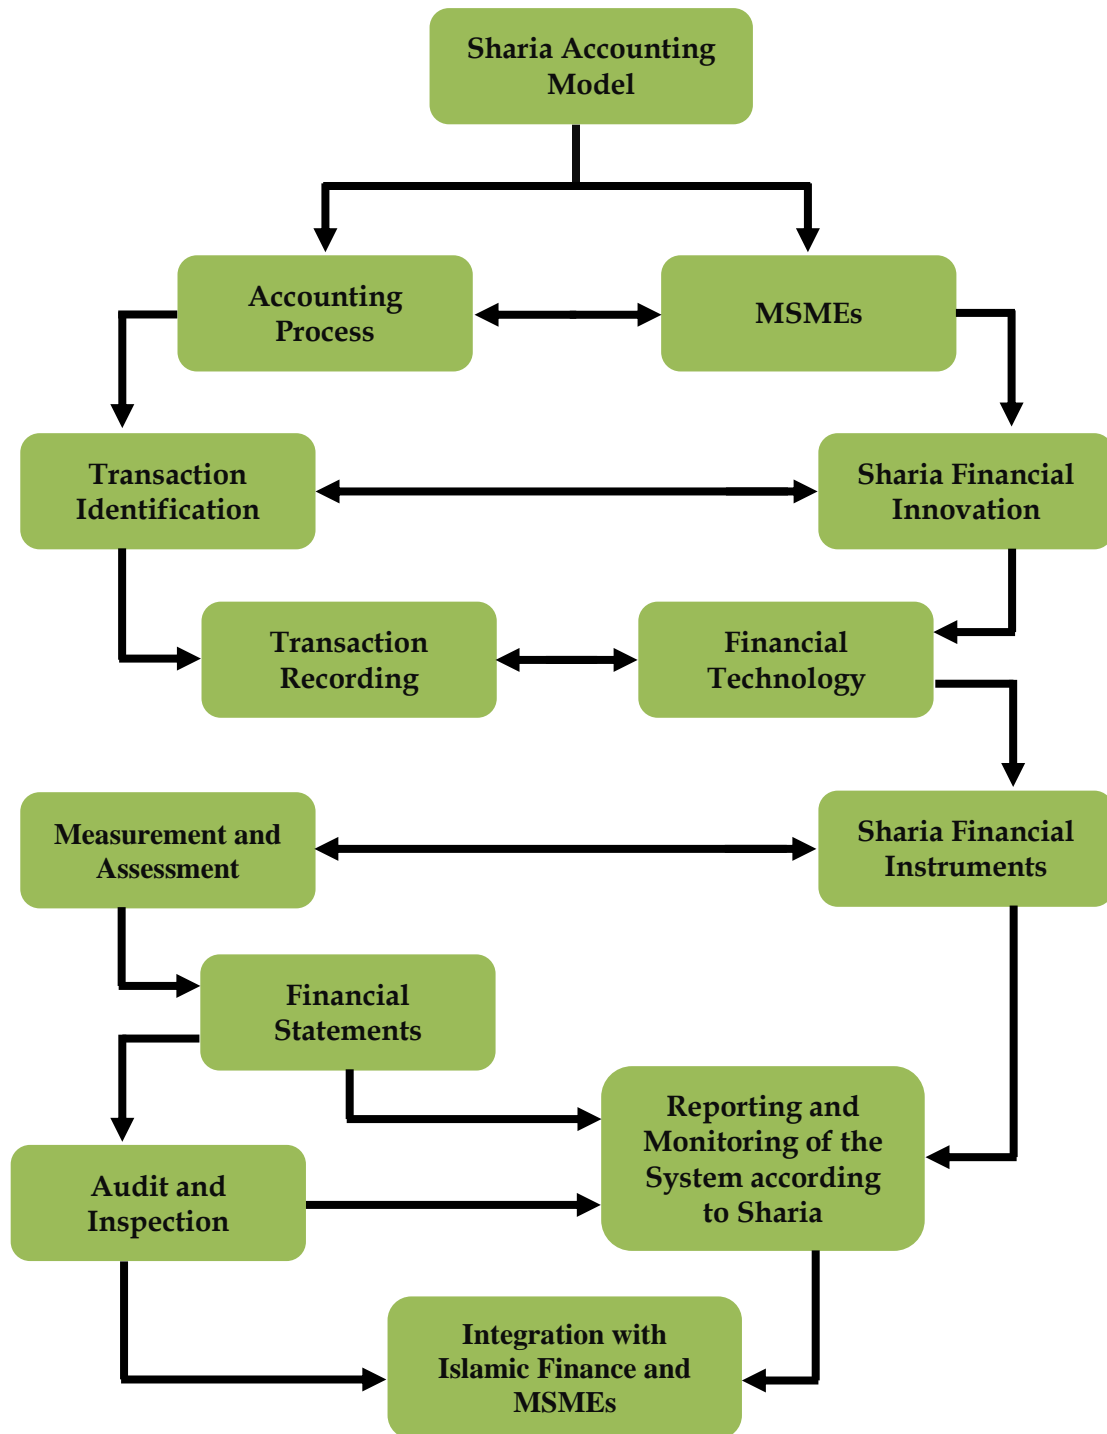 Sharia Accounting
Model
Accounting
Process
MSMEs
Transaction
Identification
Sharia Financial
Innovation
Transaction
Recording
Financial
Technology
Measurement and
Assessment
Sharia Financial
Instruments
Financial
Statements
Reporting and
Monitoring of the
System according
to Sharia
Audit and
Inspection
Integration with
Islamic Finance and
MSMEs